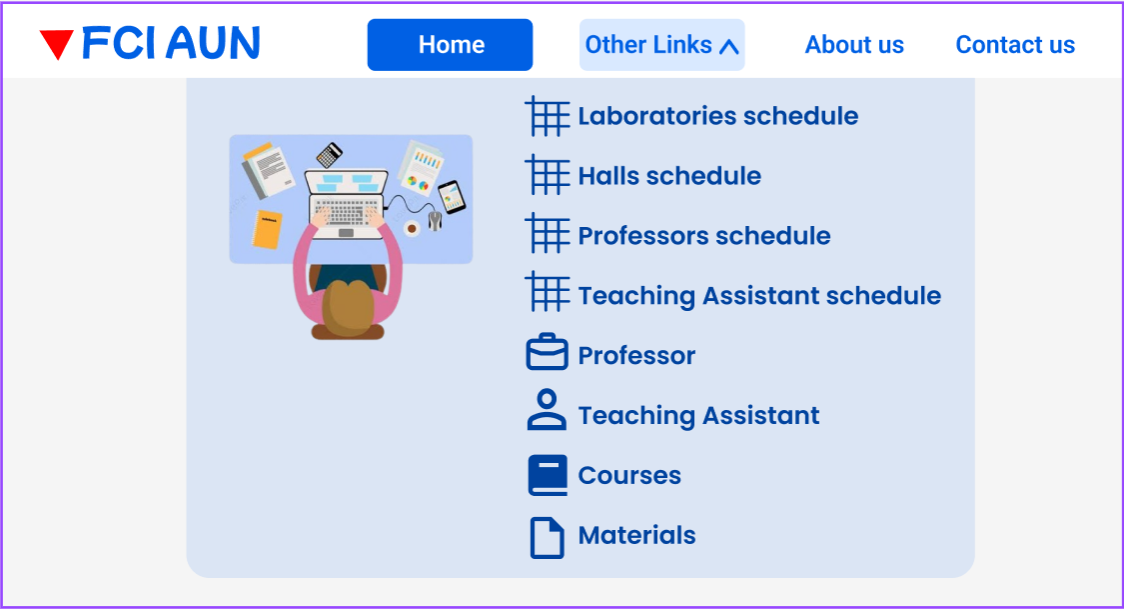 FCI AUN
Home
Other Links
About us
Contact us
Laboratories schedule
Halls schedule
Professors schedule
Teaching Assistant schedule
Professor
Teaching Assistant
Courses
Materials